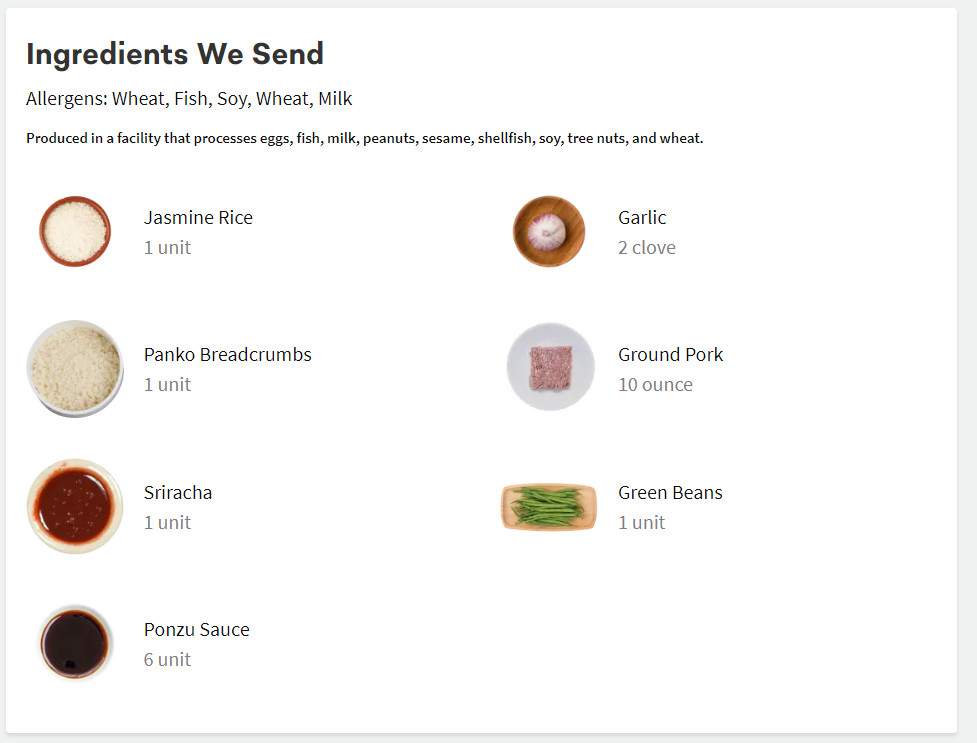 Ingredients We Send
Allergens: Wheat, Fish, Soy, Wheat, Milk
Produced in a facility that processes eggs, fish, milk, peanuts, sesame, shellfish, soy, tree nuts, and wheat.
Jasmine Rice
1 unit
Garlic
2 clove
Panko Breadcrumbs
1 unit
Ground Pork
10 ounce
Sriracha
1 unit
Green Beans
1 unit
Ponzu Sauce
6 unit